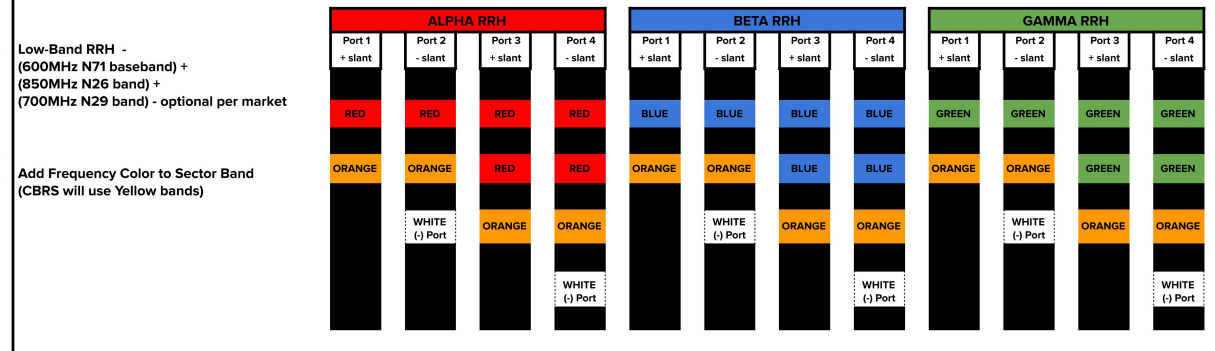 ALPHA RRH BETA RRH GAMMA RRH
Port 1 Port 2 Port 3 Port 4 Port 1 Port 2 Port 3 Port 4 Port 1 Port 2 Port 3 Port 4
+ slant - slant + slant - slant + slant - slant + slant - slant + slant - slant + slant - slant
Low-Band RRH -
(600MHz N71 baseband) +
(850MHz N26 band) +
(700MHz N29 band) - optional per market
RED RED RED RED BLUE BLUE BLUE BLUE GREEN GREEN GREEN GREEN
Add Frequency Color to Sector Band
(CBRS will use Yellow bands)
ORANGE ORANGE RED RED ORANGE ORANGE BLUE BLUE ORANGE ORANGE GREEN GREEN
WHITE ORANGE ORANGE WHITE ORANGE ORANGE WHITE ORANGE ORANGE
(-) Port (-) Port (-) Port
WHITE WHITE WHITE
(-) Port (-) Port (-) Port